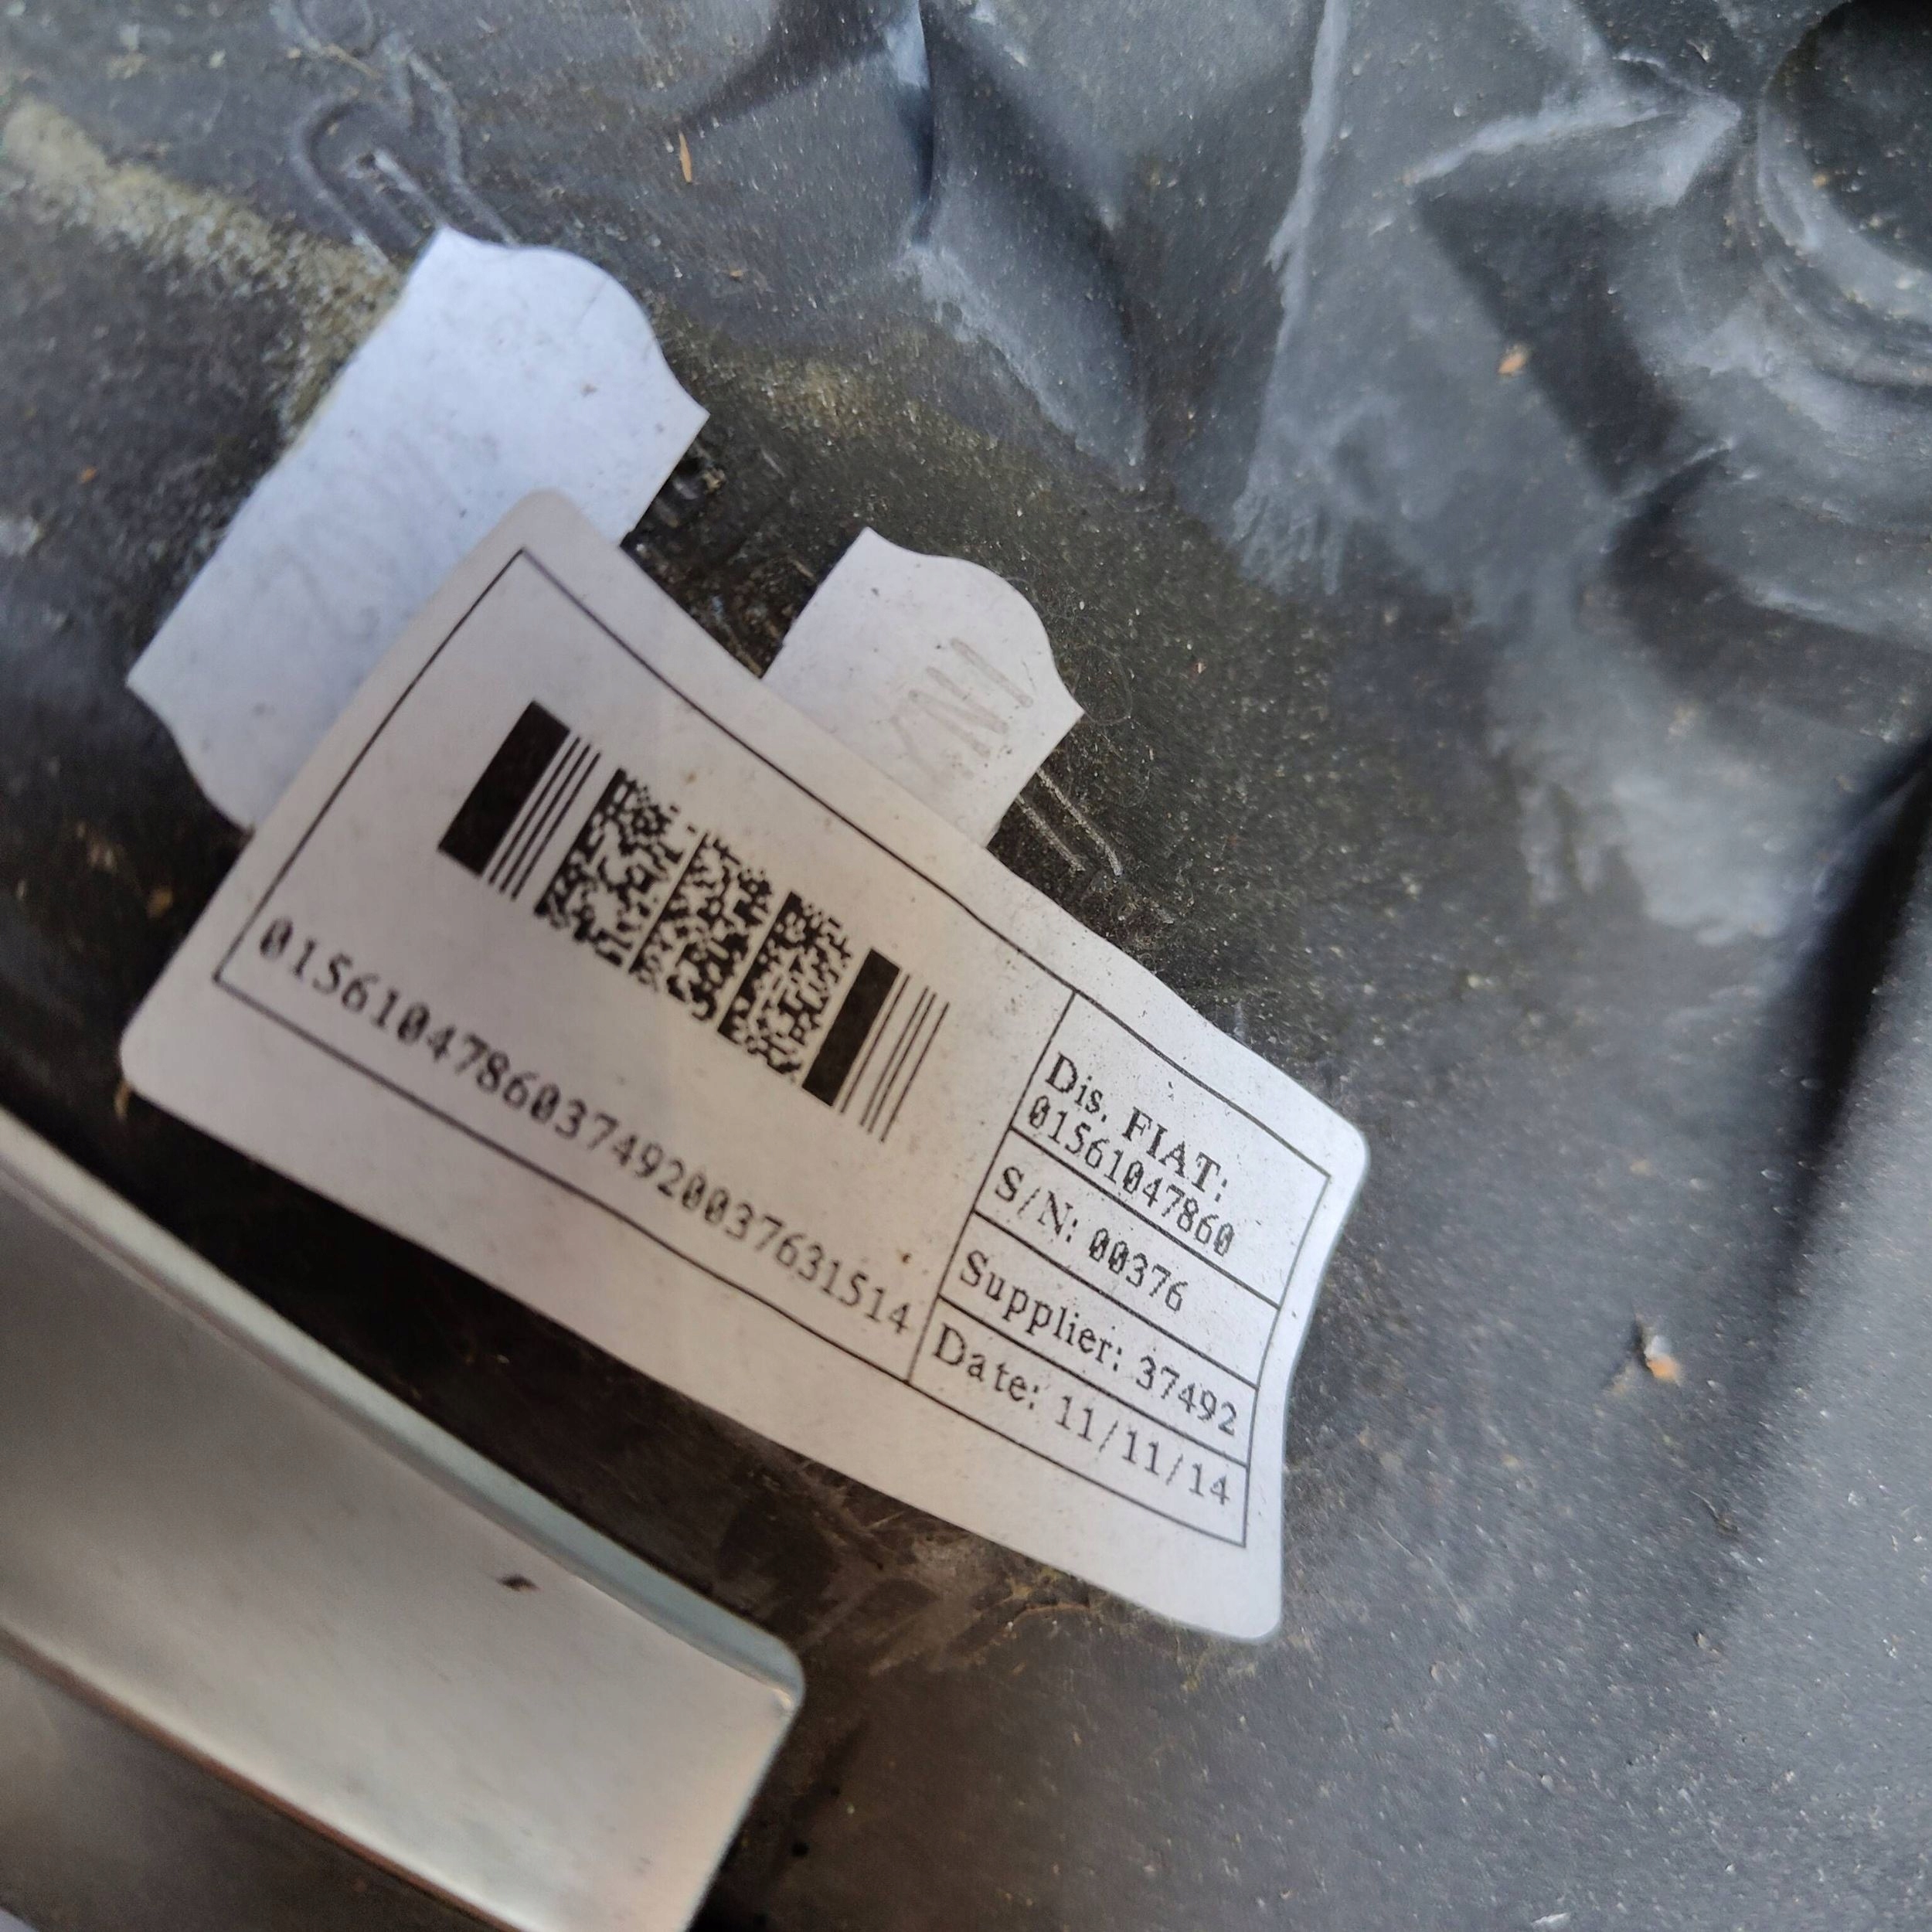 01561047860374920037631514
Dis. FIAT:
01561047860
S/N: 00376
Supplier: 37492
Date: 11/11/14